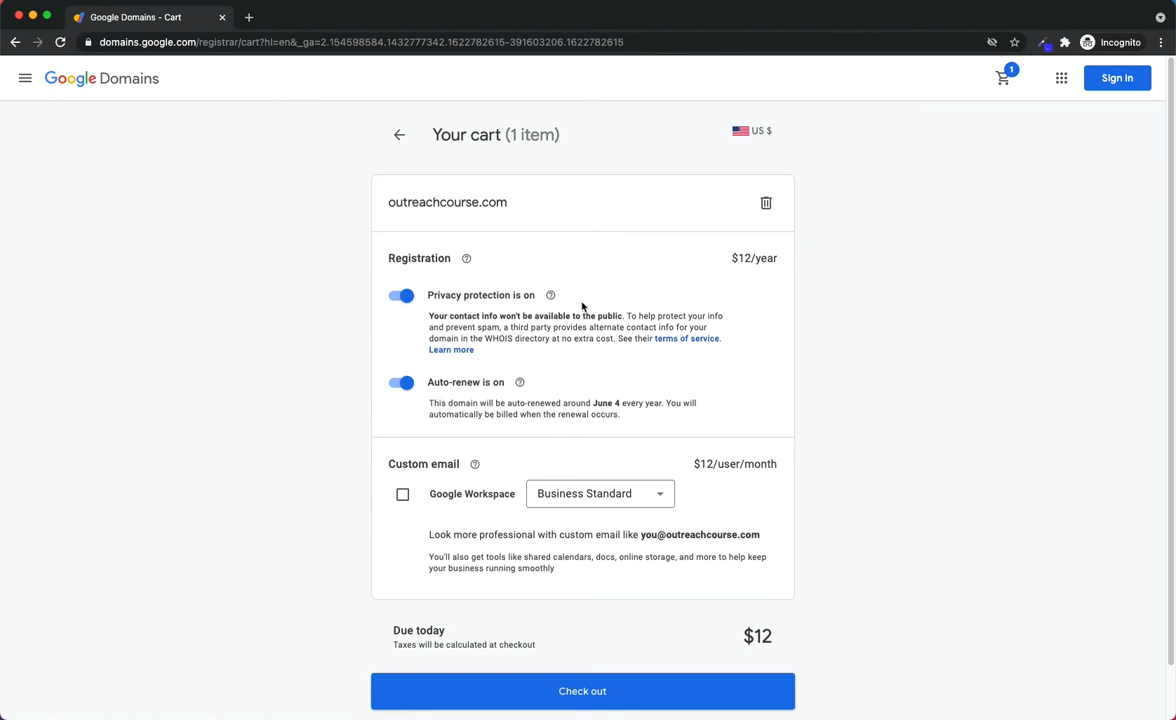 Google Domains - Cart
domains.google.com/registrar/cart?hl=en&_ga=2.154598584.1432777342.1622782615-391603206.1622782615
Incognito
Google Domains
1
Sign in
Your cart (1 item)
US $
outreachcourse.com
Registration
$12/year
Privacy protection is on
Your contact info won't be available to the public. To help protect your info
and prevent spam, a third party provides alternate contact info for your
domain in the WHOIS directory at no extra cost. See their terms of service.
Learn more
Auto-renew is on
This domain will be auto-renewed around June 4 every year. You will
automatically be billed when the renewal occurs.
Custom email
$12/user/month
Google Workspace
Business Standard
Look more professional with custom email like you@outreachcourse.com
You'll also get tools like shared calendars, docs, online storage, and more to help keep
your business running smoothly
Due today
$12
Taxes will be calculated at checkout
Check out